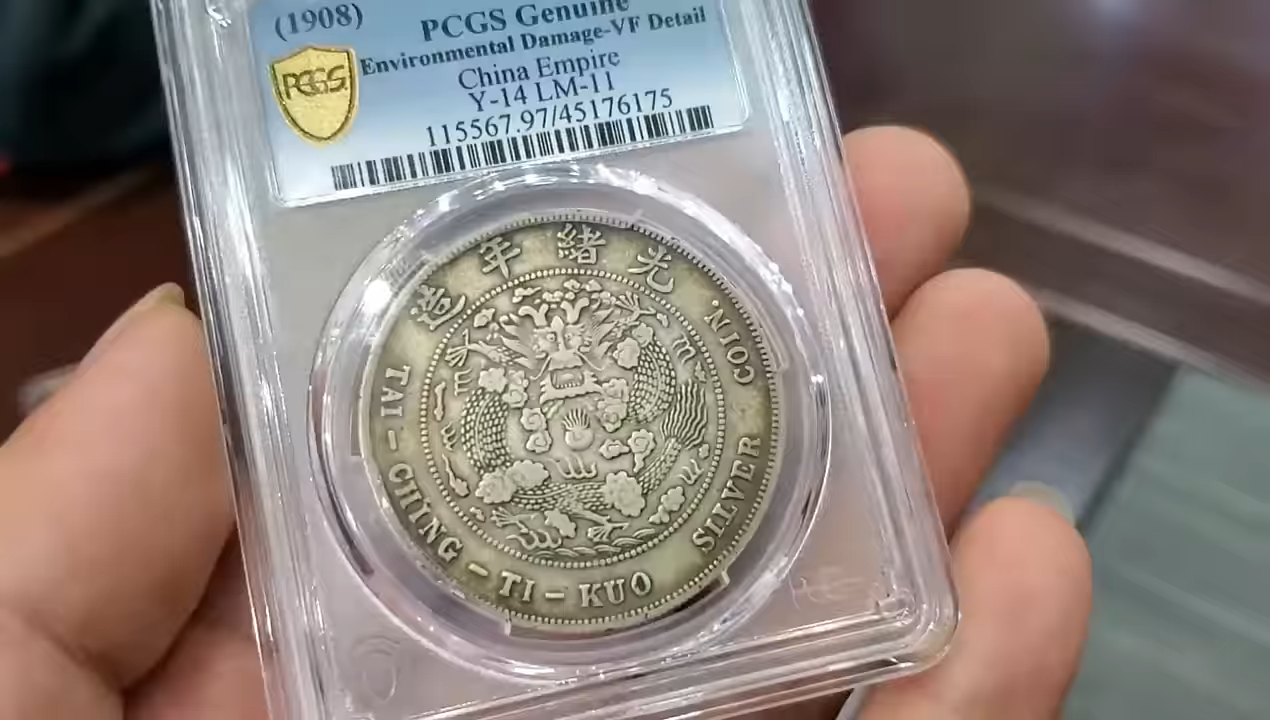 (1908)
PCGS Genuine
Environmental Damage-VF Detail
China Empire
Y-14 LM-11
115567.97/45176175
PCGS
造年緒光
TAI-CHING-TI-KUO
SILVER COIN.